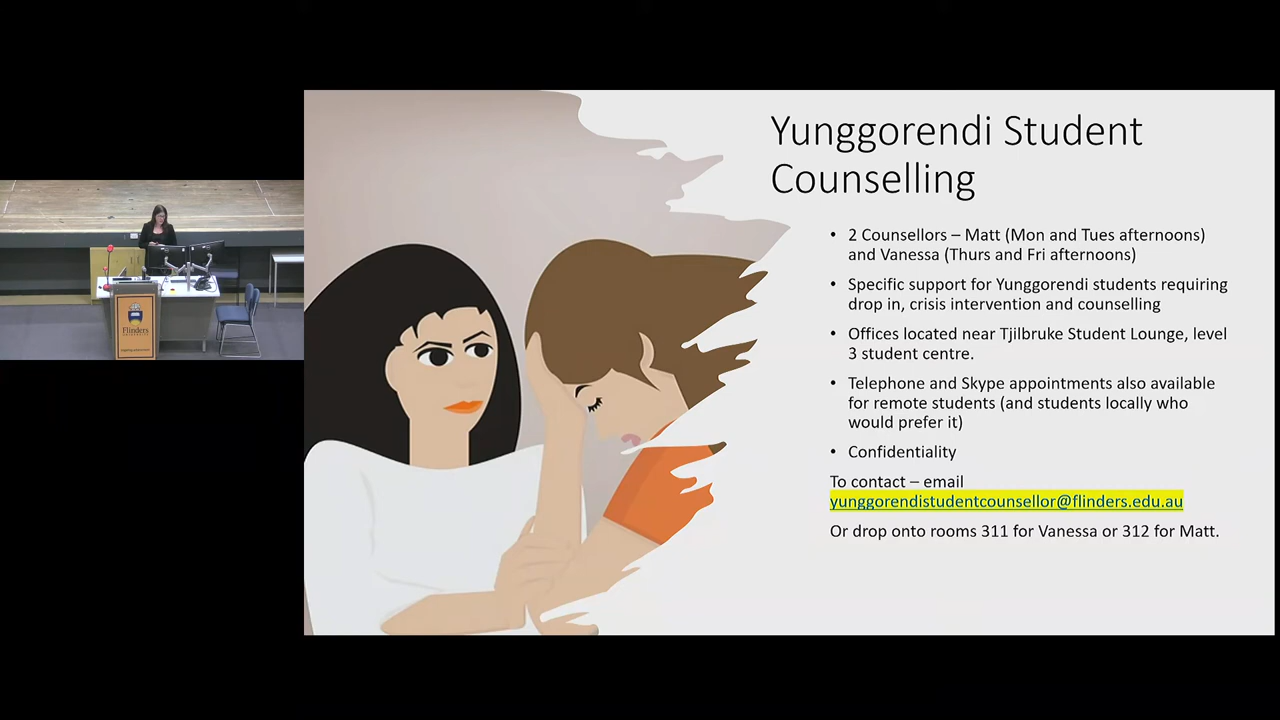 Yunggorendi Student
Counselling
• 2 Counsellors – Matt (Mon and Tues afternoons)
and Vanessa (Thurs and Fri afternoons)
• Specific support for Yunggorendi students requiring
drop in, crisis intervention and counselling
• Offices located near Tjilbruke Student Lounge, level
3 student centre.
• Telephone and Skype appointments also available
for remote students (and students locally who
would prefer it)
• Confidentiality
To contact – email
yunggorendistudentcounsellor@flinders.edu.au
Or drop onto rooms 311 for Vanessa or 312 for Matt.
Flinders